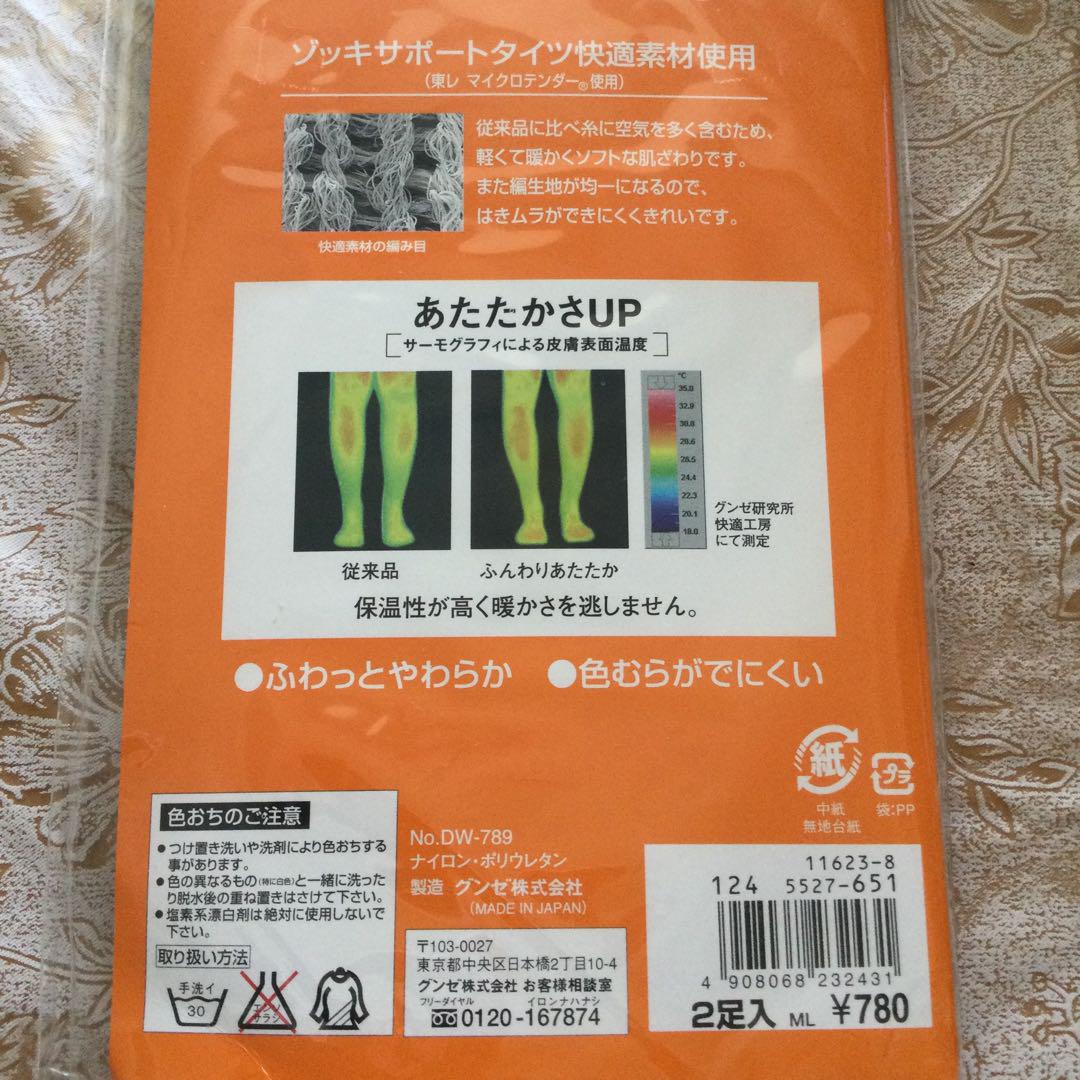 ゾッキサポートタイツ快適素材使用
(東レ マイクロテンダー®使用)
従来品に比べ糸に空気を多く含むため、
軽くて暖かくソフトな肌ざわりです。
また編生地が均一になるので、
はきムラができにくくきれいです。
快適素材の編み目
あたたかさUP
サーモグラフィによる皮膚表面温度
℃
35.0
32.9
30.8
28.6
26.5
24.4
22.3
20.1
18.0
グンゼ研究所
快適工房
にて測定
従来品
ふんわりあたたか
保温性が高く暖かさを逃しません。
●ふわっとやわらか ●色むらがでにくい
紙
中紙
無地台紙
プラ
袋:PP
色おちのご注意
●つけ置き洗いや洗剤により色おちする
事があります。
●色の異なるもの(特に白色)と一緒に洗った
り脱水後の重ね置きはさけて下さい。
●塩素系漂白剤は絶対に使用しないで
下さい。
取り扱い方法
手洗イ
30
エンソ
サラシ
No.DW-789
ナイロン・ポリウレタン
製造 グンゼ株式会社
(MADE IN JAPAN)
〒103-0027
東京都中央区日本橋2丁目10-4
グンゼ株式会社 お客様相談室
フリーダイヤル イロンナハナシ
0120-167874
11623-8
124 5527-651
4 908068 232431
2足入 ML ¥780